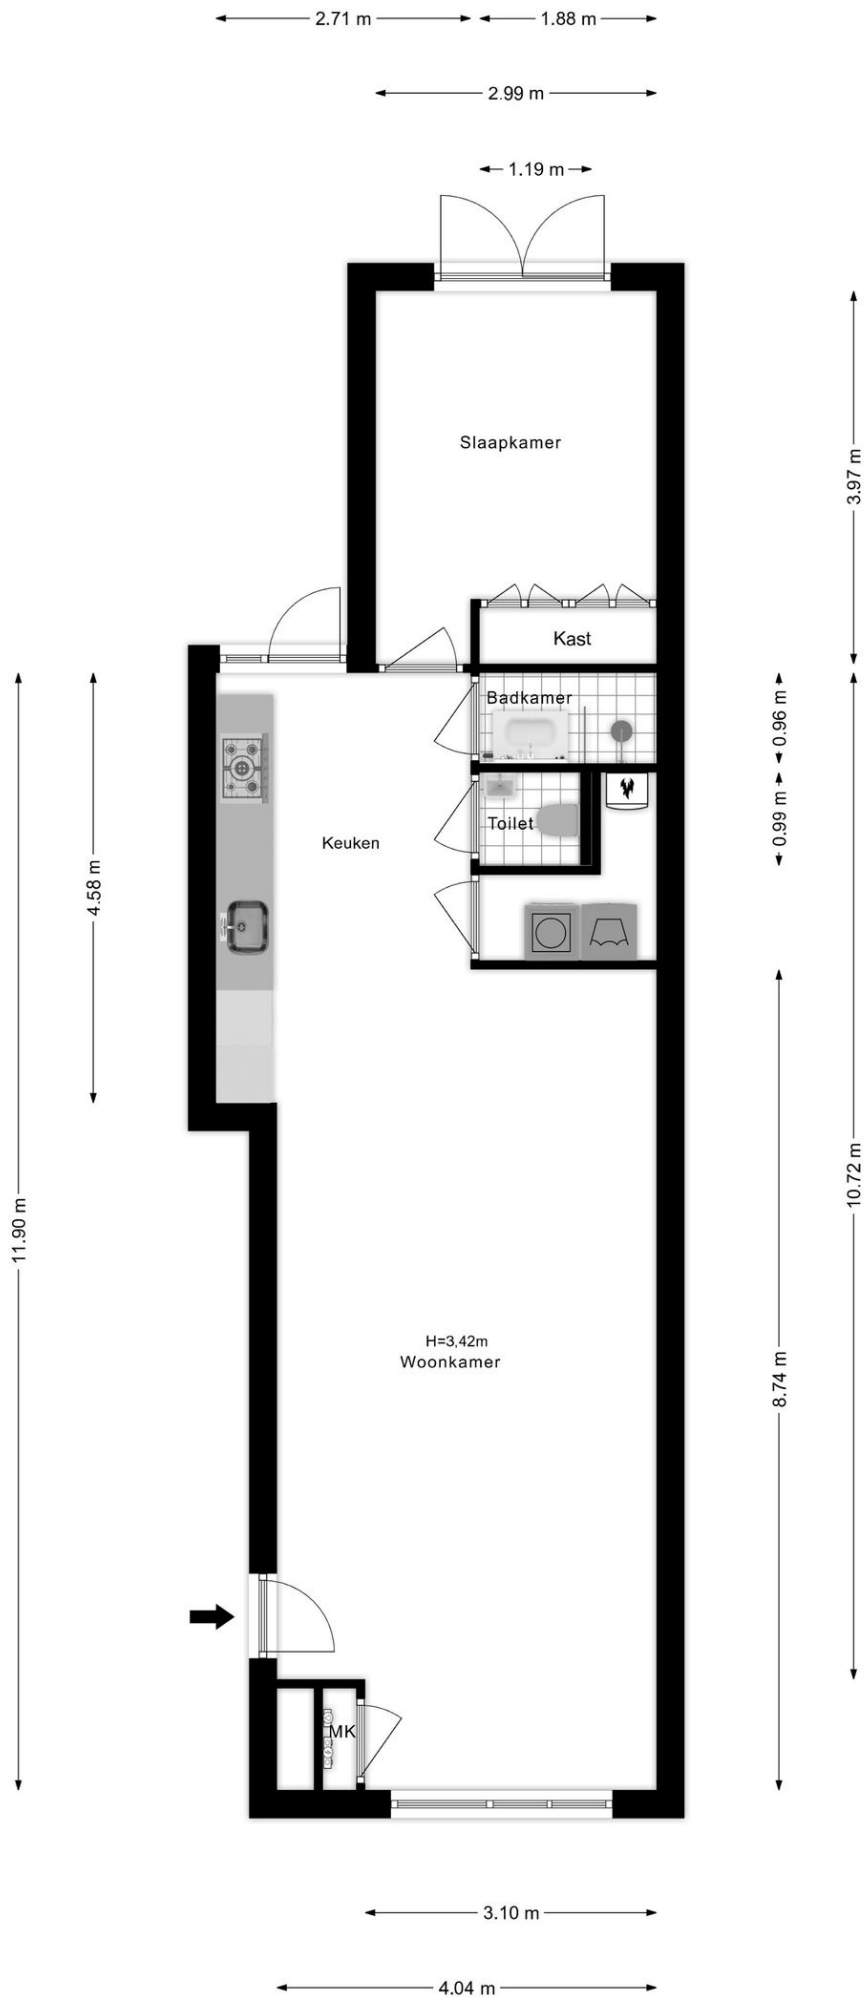 2.71 m
1.88 m
2.99 m
1.19 m
Slaapkamer
3.97 m
Kast
Badkamer
0.96 m
Toilet
0.99 m
Keuken
4.58 m
10.72 m
11.90 m
H=3,42m
Woonkamer
8.74 m
MK
3.10 m
4.04 m